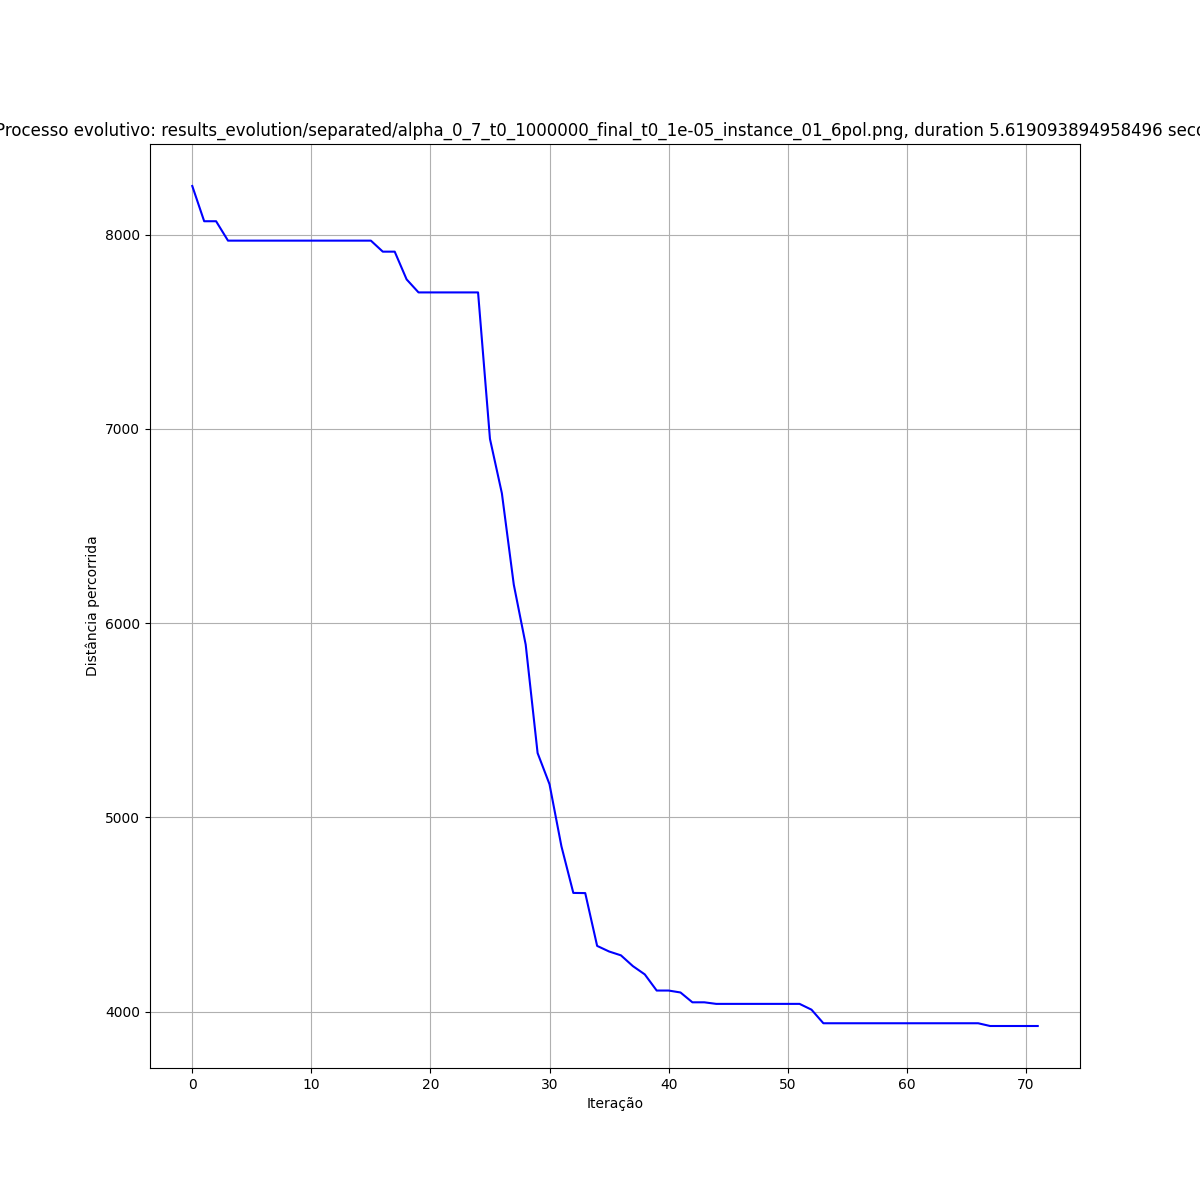 Processo evolutivo: results_evolution/separated/alpha_0_7_t0_1000000_final_t0_1e-05_instance_01_6pol.png, duration 5.619093894958496
8000
7000
6000
5000
4000
Distância percorrida
0 10 20 30 40 50 60 70
Iteração